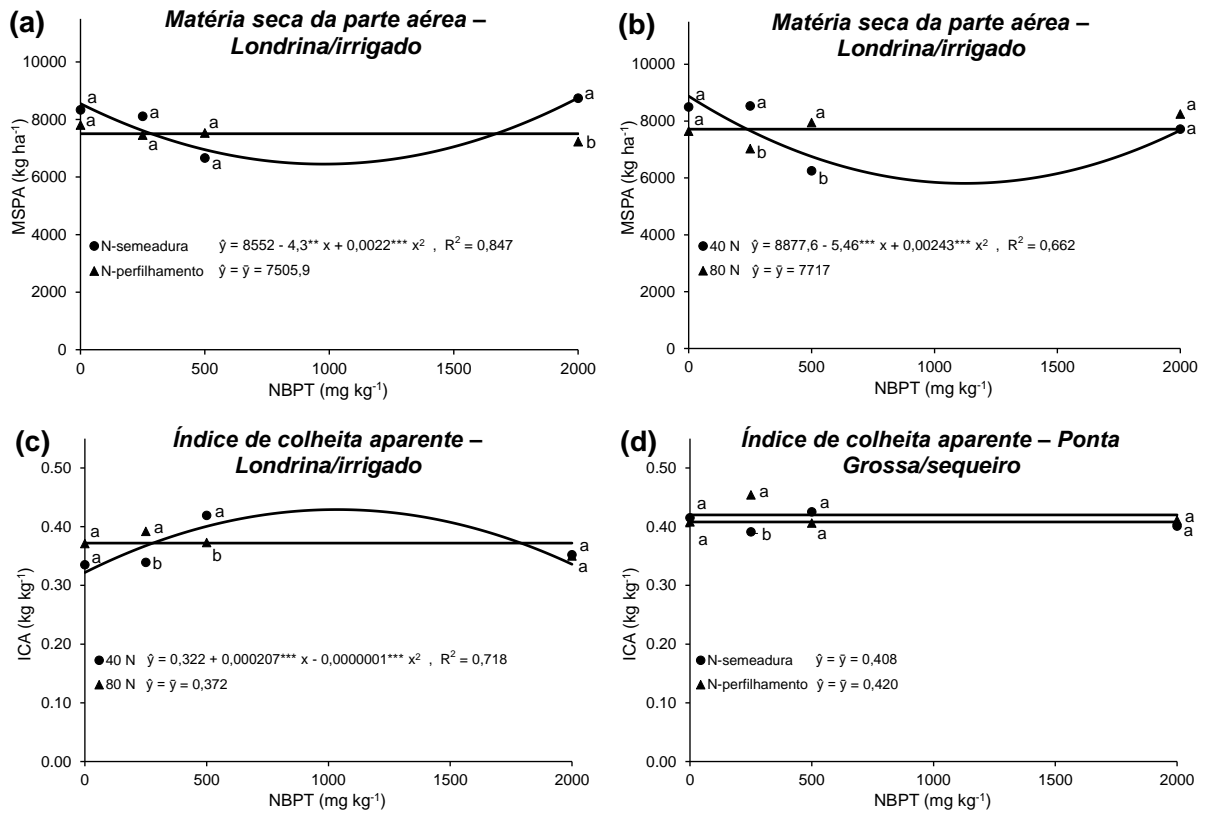 (a)
Matéria seca da parte aérea –
Londrina/irrigado
MSPA (kg ha-1)
10000
8000
6000
4000
2000
0
a
a
a
a
a
a
a
b
N-semeadura ŷ = 8552 - 4,3** x + 0,0022*** x² , R² = 0,847
N-perfilhamento ŷ = ȳ = 7505,9
0 500 1000 1500 2000
NBPT (mg kg-1)
(b)
Matéria seca da parte aérea –
Londrina/irrigado
MSPA (kg ha-1)
10000
8000
6000
4000
2000
0
a
a
a
b
a
b
a
a
40 N ŷ = 8877,6 - 5,46*** x + 0,00243*** x² , R² = 0,662
80 N ŷ = ȳ = 7717
0 500 1000 1500 2000
NBPT (mg kg-1)
(c)
Índice de colheita aparente –
Londrina/irrigado
ICA (kg kg-1)
0.50
0.40
0.30
0.20
0.10
0.00
a
a
a
b
a
b
a
a
40 N ŷ = 0,322 + 0,000207*** x - 0,0000001*** x² , R² = 0,718
80 N ŷ = ȳ = 0,372
0 500 1000 1500 2000
NBPT (mg kg-1)
(d)
Índice de colheita aparente – Ponta
Grossa/sequeiro
ICA (kg kg-1)
0.50
0.40
0.30
0.20
0.10
0.00
a
a
a
b
a
a
a
a
N-semeadura ŷ = ȳ = 0,408
N-perfilhamento ŷ = ȳ = 0,420
0 500 1000 1500 2000
NBPT (mg kg-1)